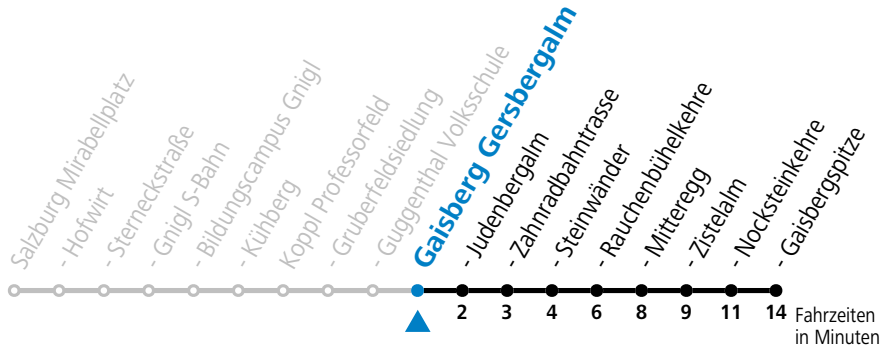 Salzburg Mirabellplatz
- Hofwirt
- Sterneckstraße
- Gnigl S-Bahn
- Bildungscampus Gnigl
- Kühberg
Koppl Professorfeld
- Gruberfeldsiedlung
- Guggenthal Volksschule
Gaisberg Gersbergalm
- Judenbergalm
- Zahnradbahntrasse
- Steinwänder
- Rauchenbühelkehre
- Mitteregg
- Zistelalm
- Nocksteinkehre
- Gaisbergspitze
2 3 4 6 8 9 11 14 Fahrzeiten
in Minuten